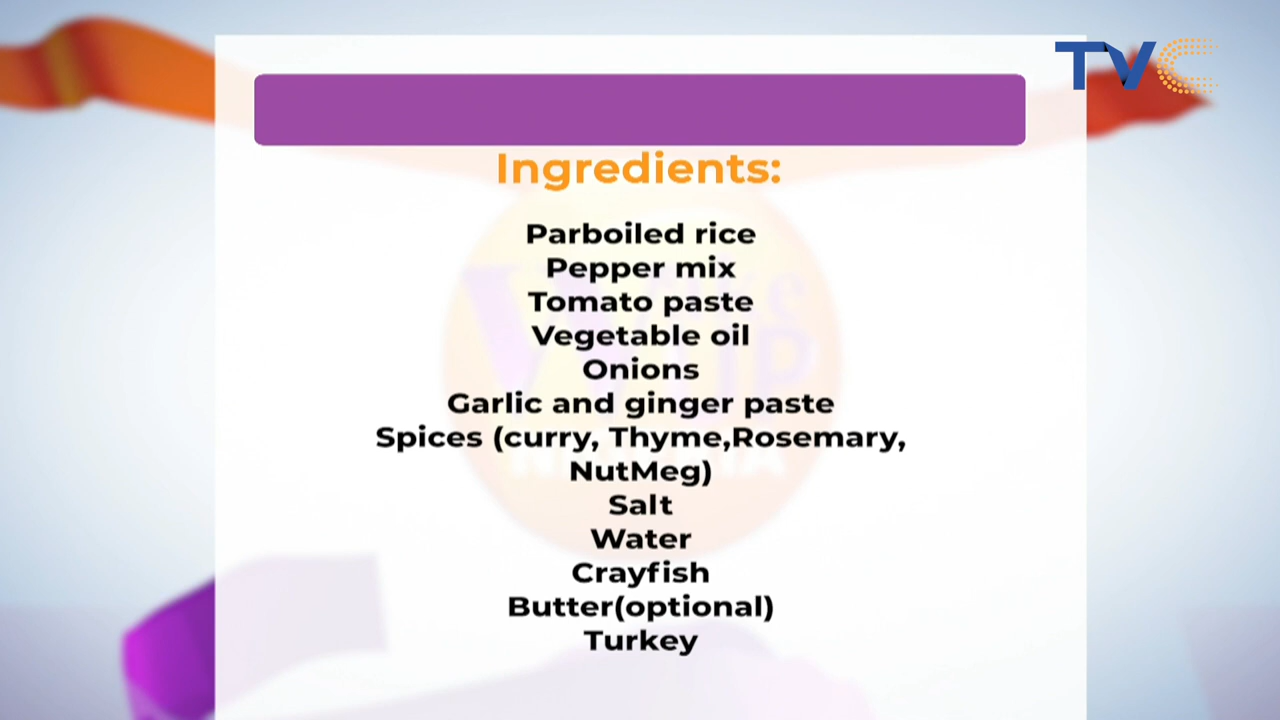 TVC
Ingredients:
Parboiled rice
Pepper mix
Tomato paste
Vegetable oil
Onions
Garlic and ginger paste
Spices (curry, Thyme,Rosemary,
NutMeg)
Salt
Water
Crayfish
Butter(optional)
Turkey